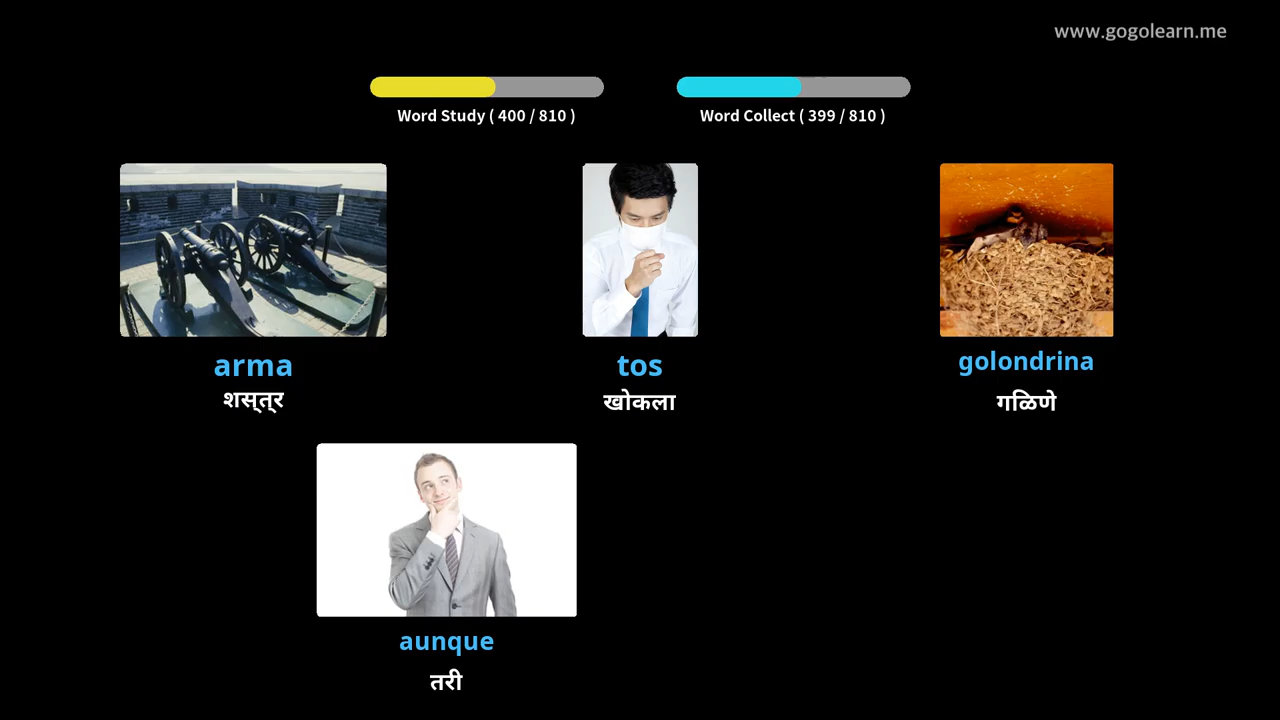 www.gogolearn.me
Word Study ( 400 / 810 )
Word Collect ( 399 / 810 )
arma
शस्त्र
tos
खोकला
golondrina
गळिणे
aunque
तरी